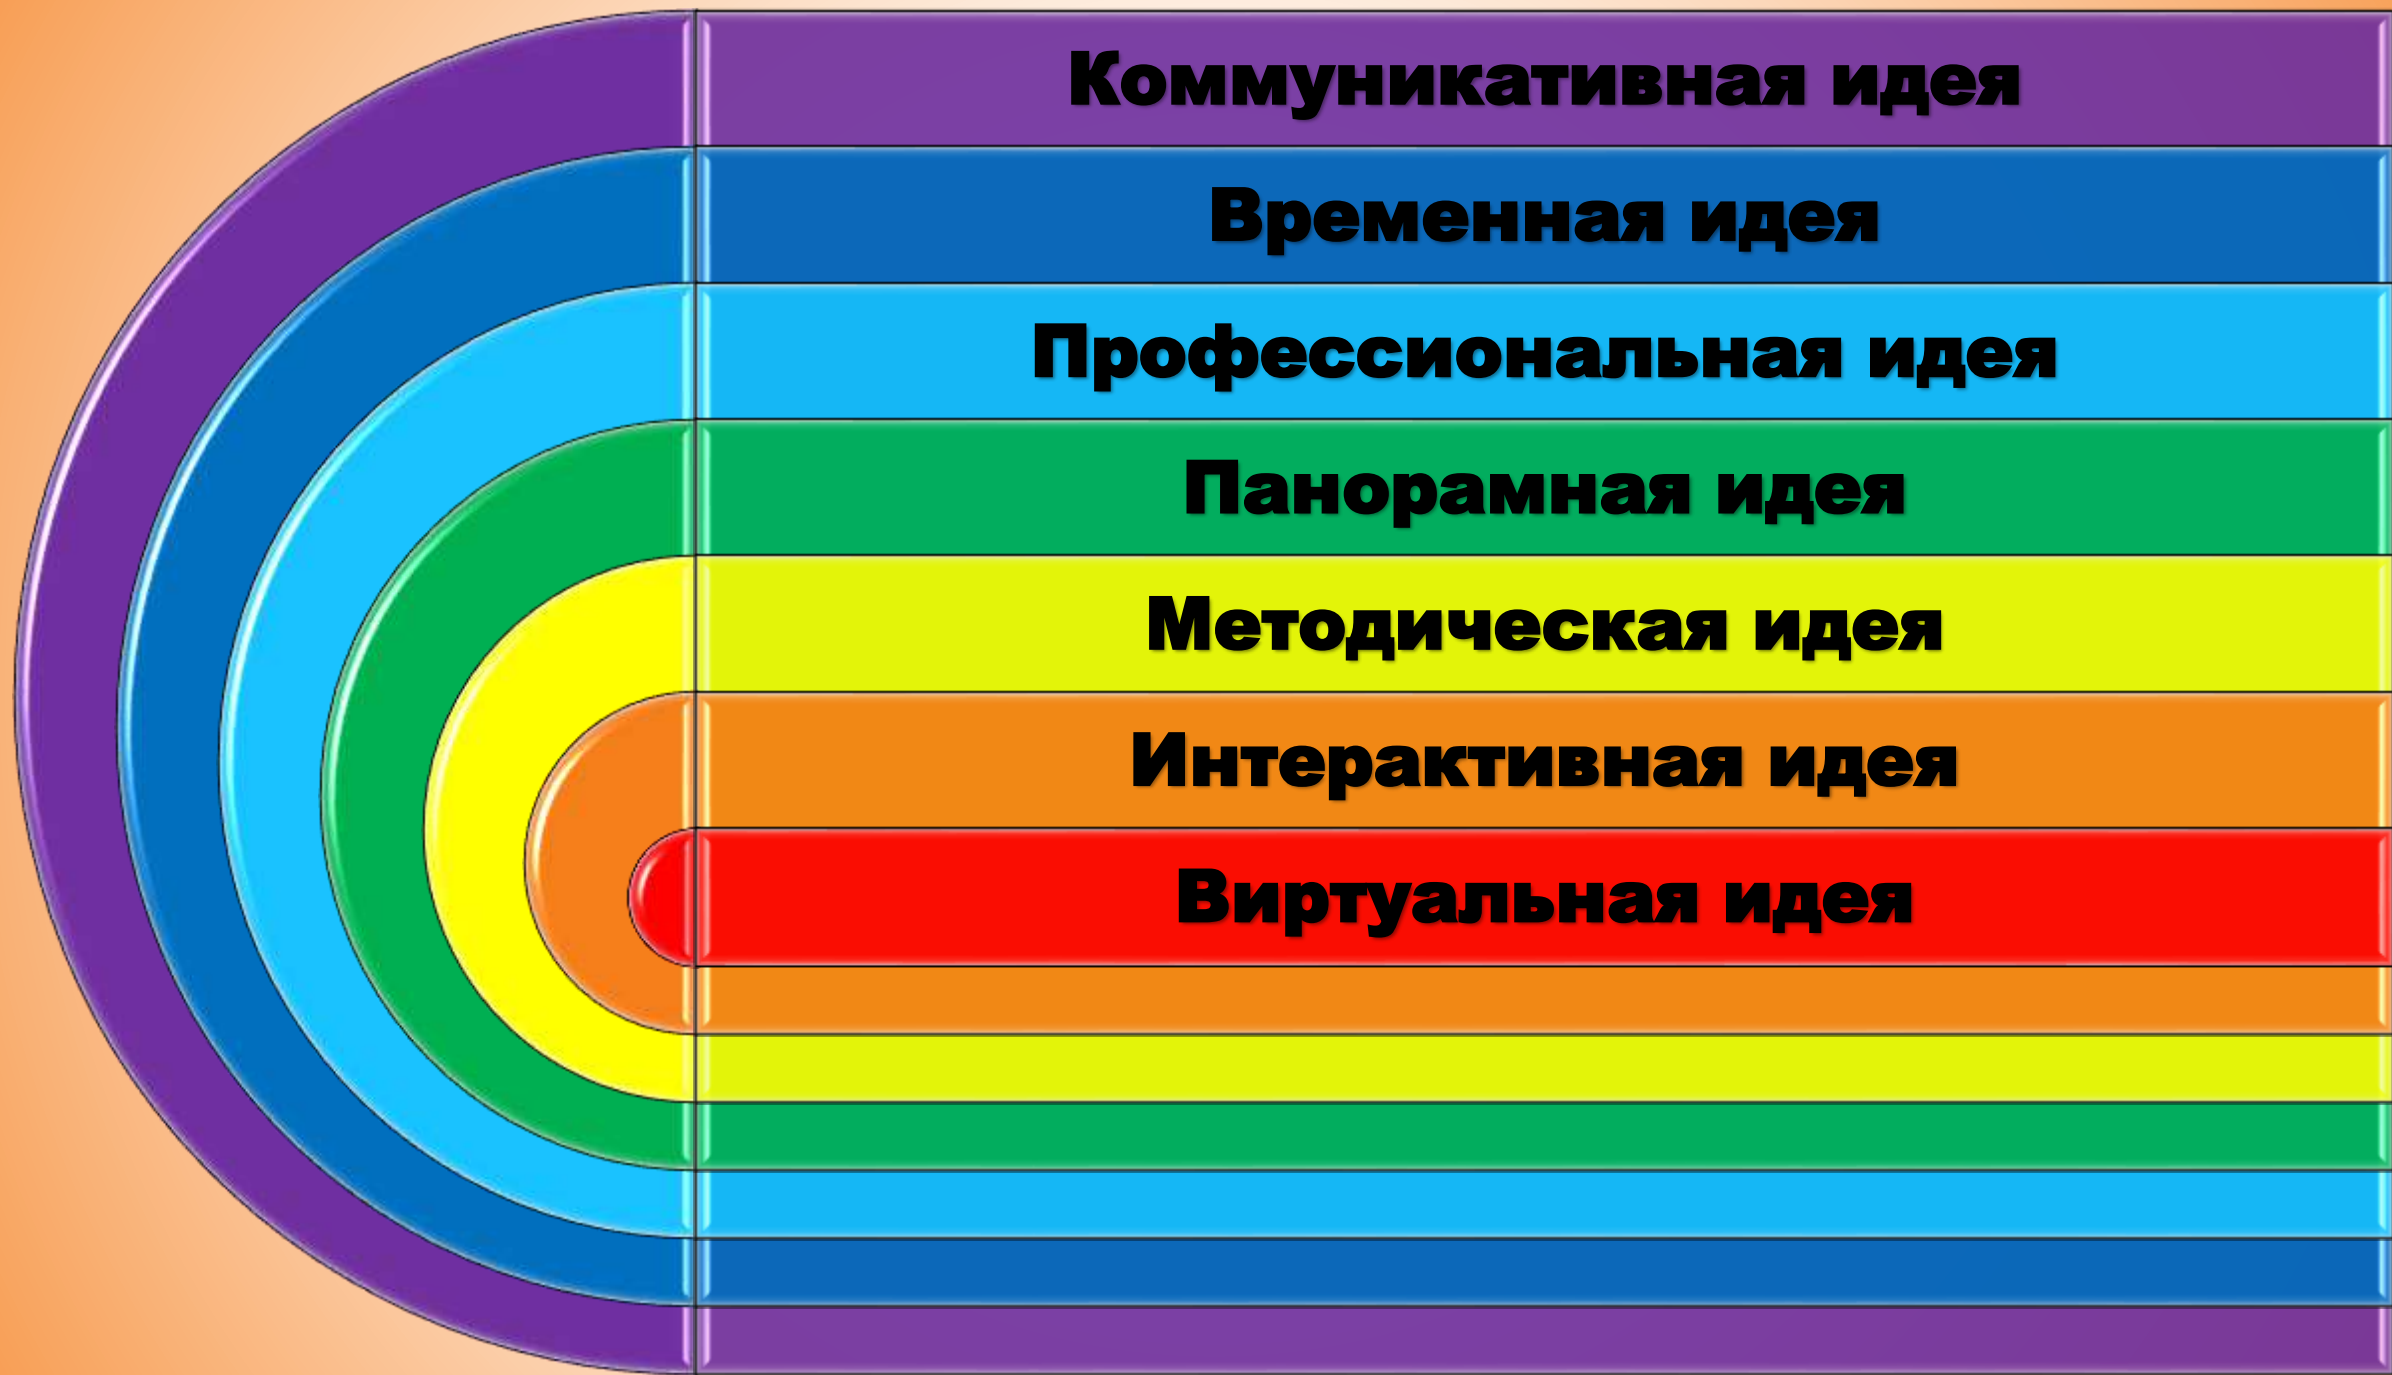 Коммуникативная идея
Временная идея
Профессиональная идея
Панорамная идея
Методическая идея
Интерактивная идея
Виртуальная идея